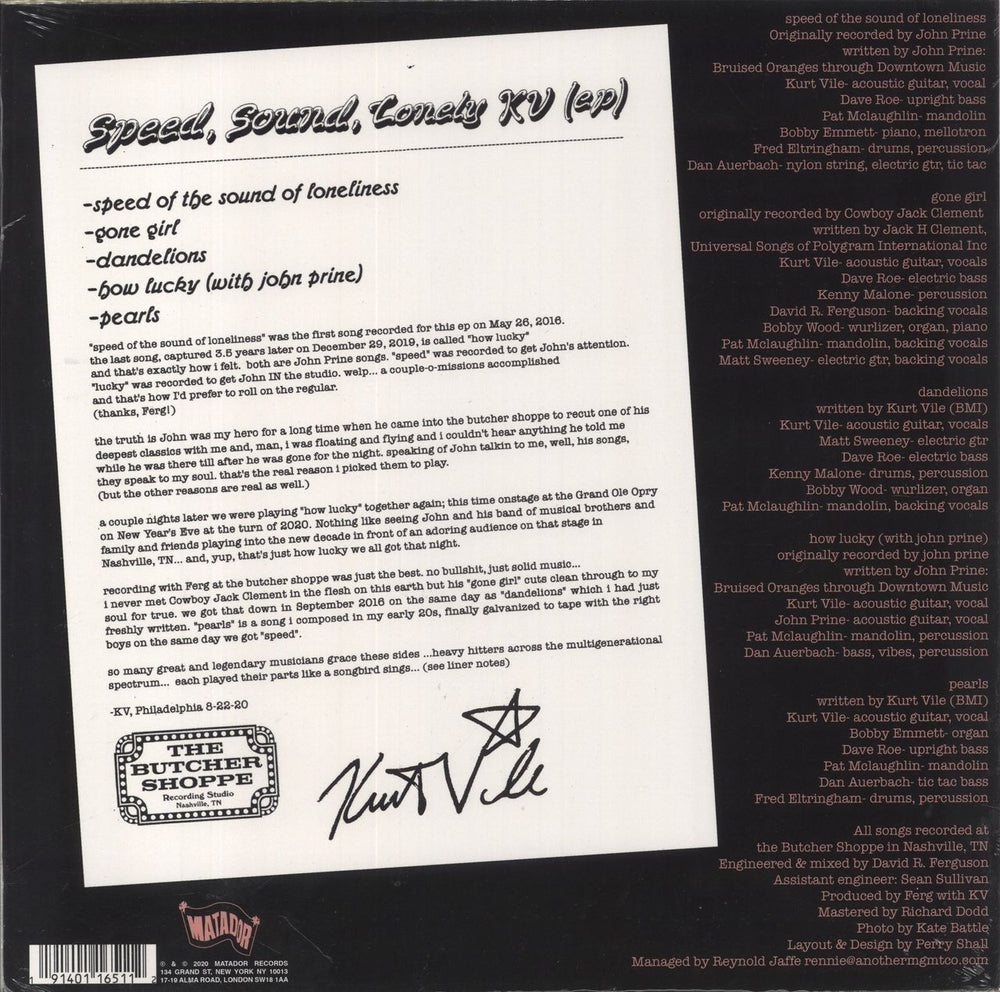 Speed, Sound, Lonely KV (ep)
-speed of the sound of loneliness
-gone girl
-dandelions
-how lucky (with john prine)
-pearls
"speed of the sound of loneliness" was the first song recorded for this ep on May 26, 2016.
the last song, captured 3.5 years later on December 29, 2019, is called "how lucky"
and that's exactly how i felt. both are John Prine songs. "speed" was recorded to get John's attention.
"lucky" was recorded to get John IN the studio. welp... a couple-o-missions accomplished
and that's how I'd prefer to roll on the regular.
(thanks, Ferg!)
the truth is John was my hero for a long time when he came into the butcher shoppe to recut one of his
deepest classics with me and, man, i was floating and flying and i couldn't hear anything he told me
while he was there till after he was gone for the night. speaking of John talkin to me, well, his songs,
they speak to my soul. that's the real reason i picked them to play.
(but the other reasons are real as well.)
a couple nights later we were playing "how lucky" together again; this time onstage at the Grand Ole Opry
on New Year's Eve at the turn of 2020. Nothing like seeing John and his band of musical brothers and
family and friends playing into the new decade in front of an adoring audience on that stage in
Nashville, TN... and, yup, that's just how lucky we all got that night.
recording with Ferg at the butcher shoppe was just the best. no bullshit, just solid music...
i never met Cowboy Jack Clement in the flesh on this earth but his "gone girl" cuts clean through to my
soul for true. we got that down in September 2016 on the same day as "dandelions" which i had just
freshly written. "pearls" is a song i composed in my early 20s, finally galvanized to tape with the right
boys on the same day we got "speed".
so many great and legendary musicians grace these sides ...heavy hitters across the multigenerational
spectrum... each played their parts like a songbird sings... (see liner notes)
-KV, Philadelphia 8-22-20
THE
BUTCHER
SHOPPE
Recording Studio
Nashville, TN
Kurt Vile
MATADOR
1 91401 16511 2
℗ & © 2020 MATADOR RECORDS
134 GRAND ST, NEW YORK NY 10013
17-19 ALMA ROAD, LONDON SW18 1AA
speed of the sound of loneliness
Originally recorded by John Prine
written by John Prine:
Bruised Oranges through Downtown Music
Kurt Vile- acoustic guitar, vocal
Dave Roe- upright bass
Pat Mclaughlin- mandolin
Bobby Emmett- piano, mellotron
Fred Eltringham- drums, percussion
Dan Auerbach- nylon string, electric gtr, tic tac
gone girl
originally recorded by Cowboy Jack Clement
written by Jack H Clement,
Universal Songs of Polygram International Inc
Kurt Vile- acoustic guitar, vocals
Dave Roe- electric bass
Kenny Malone- percussion
David R. Ferguson- backing vocals
Bobby Wood- wurlizer, organ, piano
Pat Mclaughlin- mandolin, backing vocals
Matt Sweeney- electric gtr, backing vocals
dandelions
written by Kurt Vile (BMI)
Kurt Vile- acoustic guitar, vocals
Matt Sweeney- electric gtr
Dave Roe- electric bass
Kenny Malone- drums, percussion
Bobby Wood- wurlizer, organ
Pat Mclaughlin- mandolin, backing vocals
how lucky (with john prine)
originally recorded by john prine
written by John Prine:
Bruised Oranges through Downtown Music
Kurt Vile- acoustic guitar, vocal
John Prine- acoustic guitar, vocal
Pat Mclaughlin- mandolin, percussion
Dan Auerbach- bass, vibes, percussion
pearls
written by Kurt Vile (BMI)
Kurt Vile- acoustic guitar, vocal
Bobby Emmett- organ
Dave Roe- upright bass
Pat Mclaughlin- mandolin
Dan Auerbach- tic tac bass
Fred Eltringham- drums, percussion
All songs recorded at
the Butcher Shoppe in Nashville, TN
Engineered & mixed by David R. Ferguson
Assistant engineer: Sean Sullivan
Produced by Ferg with KV
Mastered by Richard Dodd
Photo by Kate Battle
Layout & Design by Perry Shall
Managed by Reynold Jaffe rennie@anothermgmtco.com